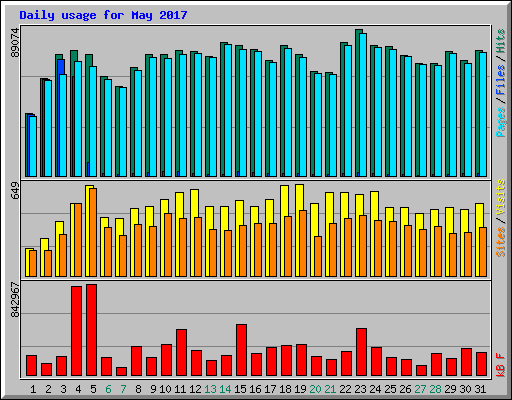 Daily usage for May 2017
89074
Pages / Files / Hits
649
Sites / Visits
842967
kB F
1 2 3 4 5 6 7 8 9 10 11 12 13 14 15 16 17 18 19 20 21 22 23 24 25 26 27 28 29 30 31